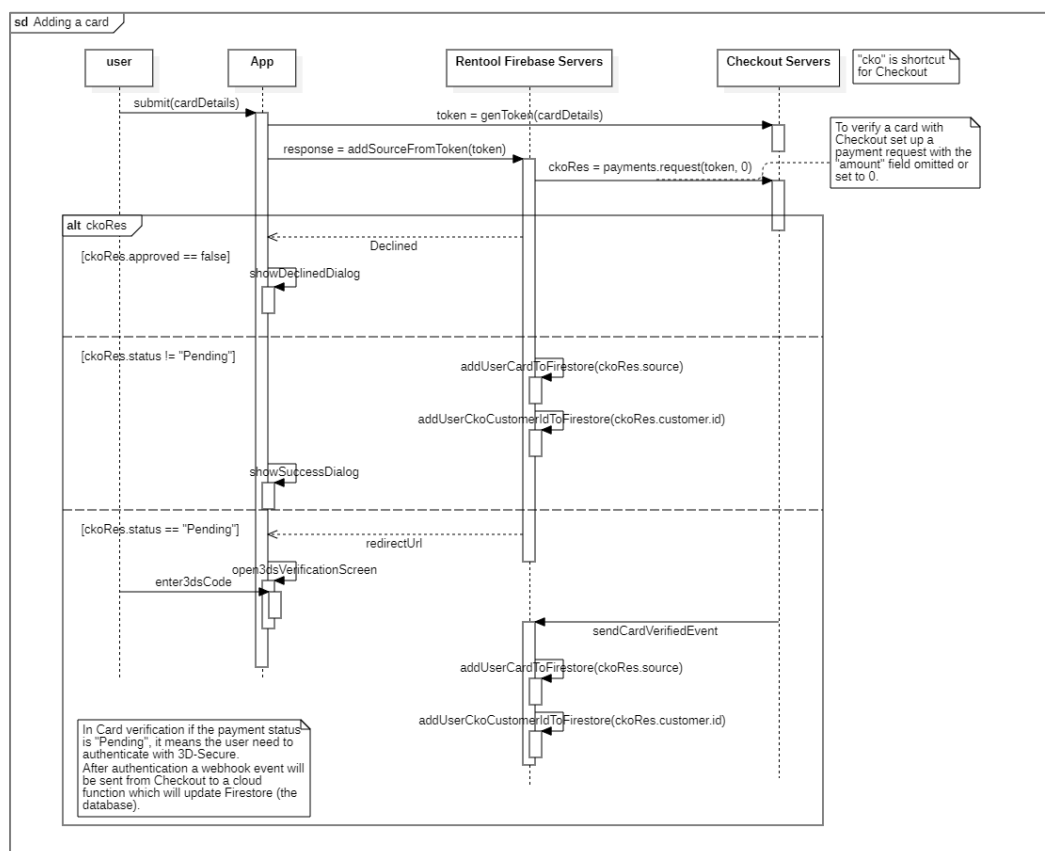 sd Adding a card
user
App
Rentool Firebase Servers
Checkout Servers
"cko" is shortcut
for Checkout
submit(cardDetails)
token = genToken(cardDetails)
To verify a card with
Checkout set up a
payment request with the
"amount" field omitted or
set to 0.
response = addSourceFromToken(token)
ckoRes = payments.request(token, 0)
alt ckoRes
Declined
[ckoRes.approved == false]
showDeclinedDialog
[ckoRes.status != "Pending"]
addUserCardToFirestore(ckoRes.source)
addUserCkoCustomerIdToFirestore(ckoRes.customer.id)
showSuccessDialog
[ckoRes.status == "Pending"]
redirectUrl
open3dsVerificationScreen
enter3dsCode
sendCardVerifiedEvent
addUserCardToFirestore(ckoRes.source)
addUserCkoCustomerIdToFirestore(ckoRes.customer.id)
In Card verification if the payment status
is "Pending", it means the user need to
authenticate with 3D-Secure.
After authentication a webhook event will
be sent from Checkout to a cloud
function which will update Firestore (the
database).